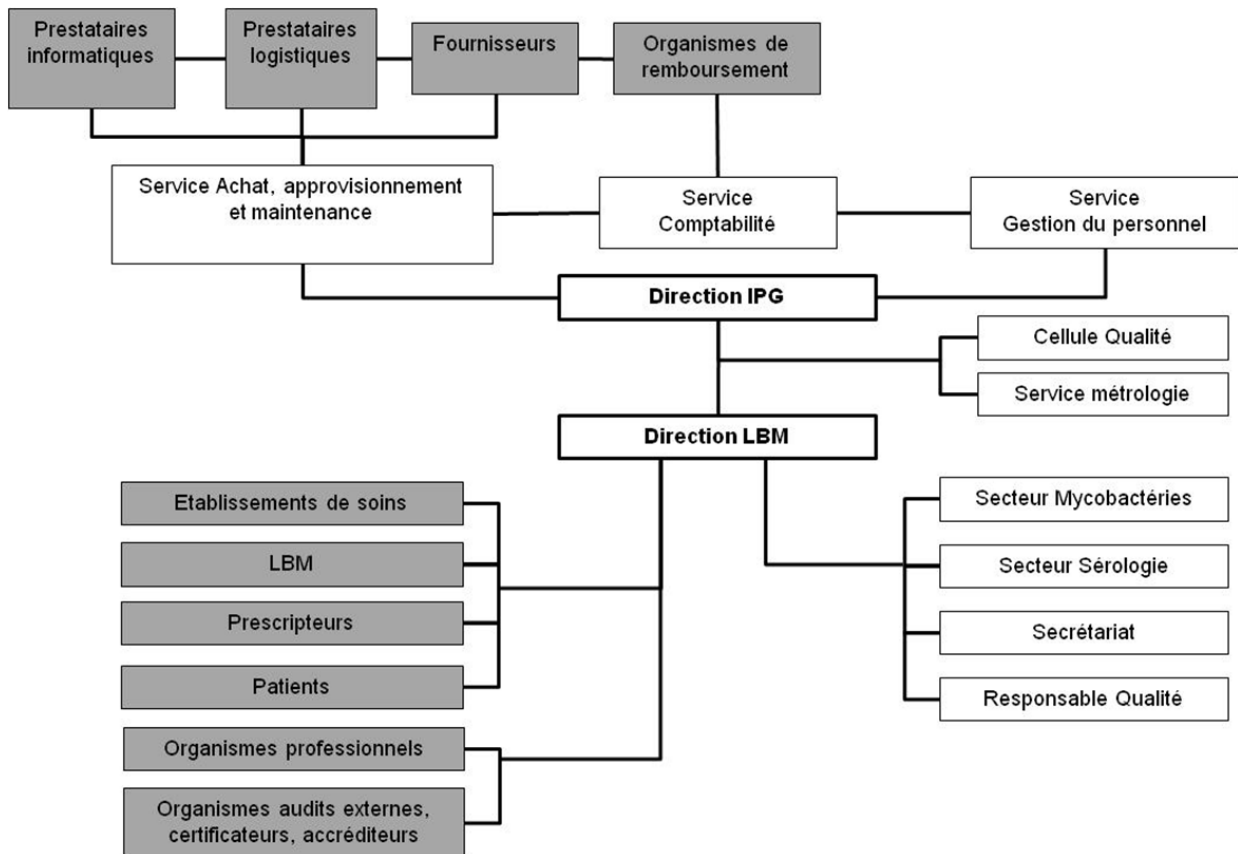 Prestataires
informatiques
Prestataires
logistiques
Fournisseurs
Organismes de
remboursement
Service Achat, approvisionnement
et maintenance
Service
Comptabilité
Service
Gestion du personnel
Direction IPG
Cellule Qualité
Service métrologie
Direction LBM
Etablissements de soins
LBM
Prescripteurs
Patients
Organismes professionnels
Organismes audits externes,
certificateurs, accréditeurs
Secteur Mycobactéries
Secteur Sérologie
Secrétariat
Responsable Qualité